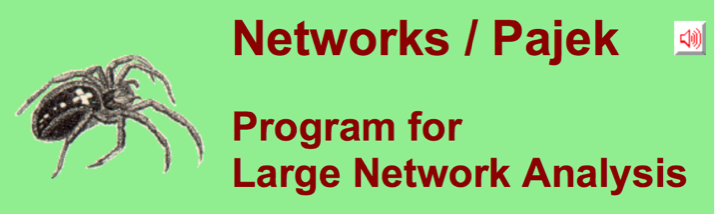 Networks / Pajek
Program for
Large Network Analysis